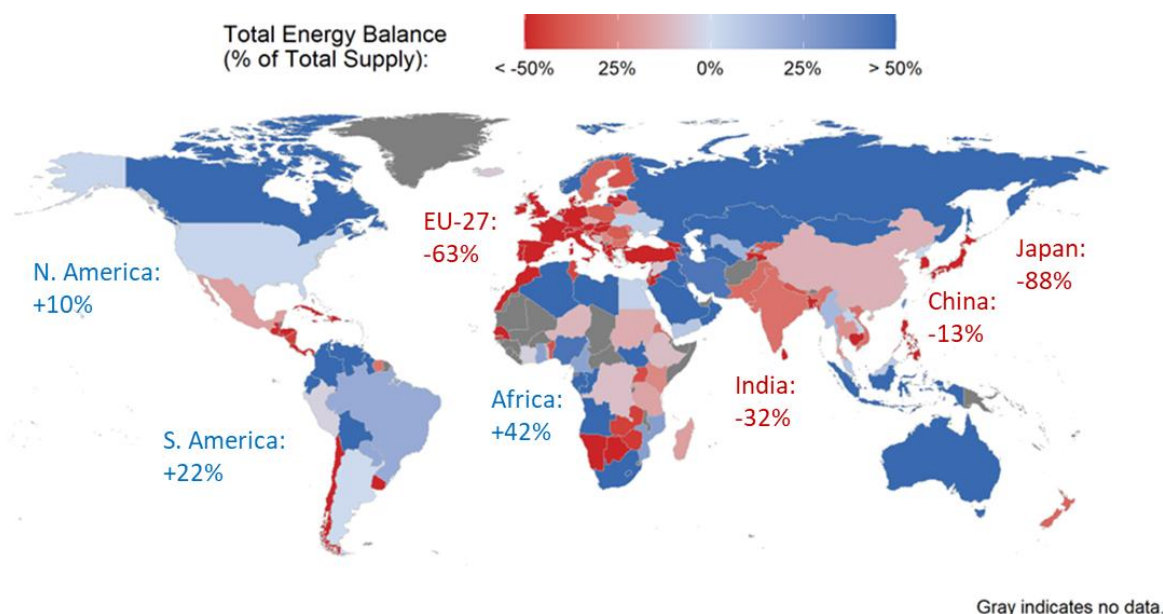 Total Energy Balance
(% of Total Supply):
< -50% 25% 0% 25% > 50%
EU-27:
-63%
N. America:
+10%
Japan:
-88%
China:
-13%
India:
-32%
Africa:
+42%
S. America:
+22%
Gray indicates no data.